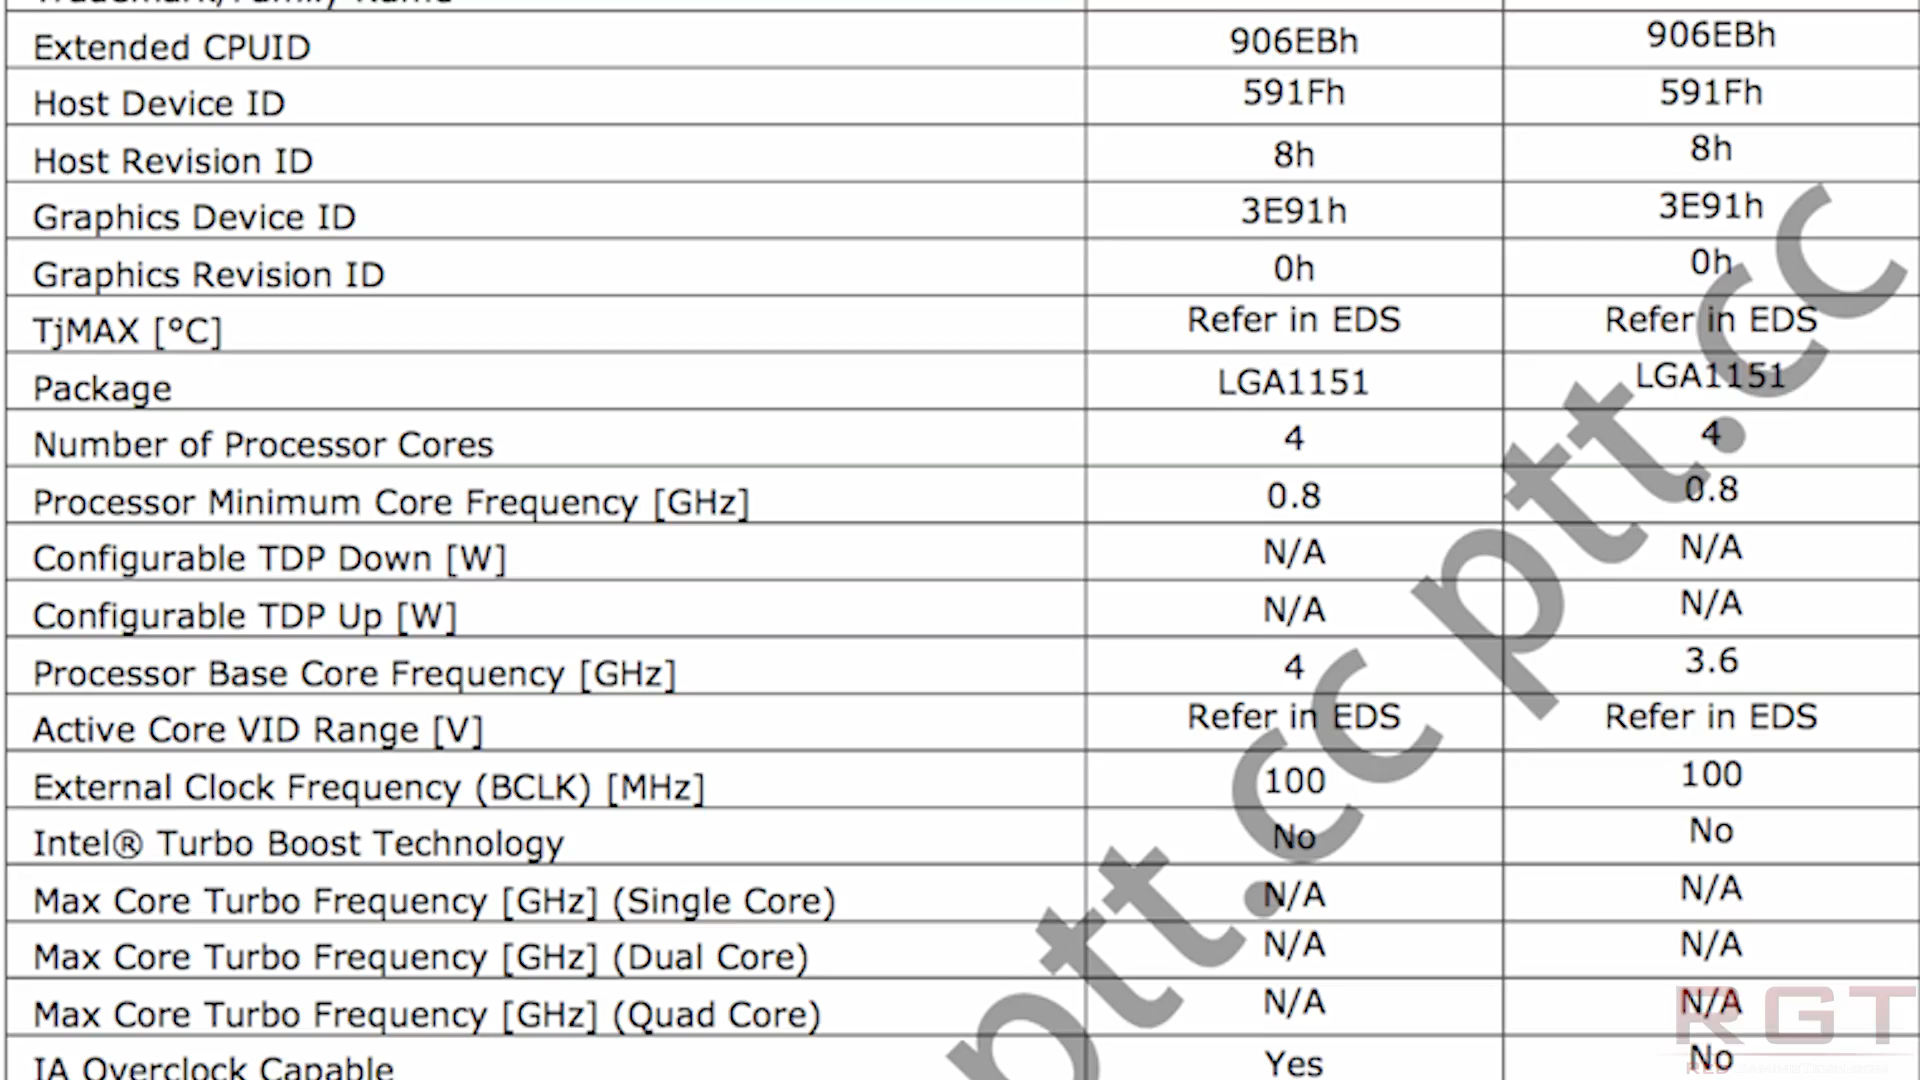 Trademark/Family Name
Extended CPUID 906EBh 906EBh
Host Device ID 591Fh 591Fh
Host Revision ID 8h 8h
Graphics Device ID 3E91h 3E91h
Graphics Revision ID 0h 0h
TjMAX [°C] Refer in EDS Refer in EDS
Package LGA1151 LGA1151
Number of Processor Cores 4 4
Processor Minimum Core Frequency [GHz] 0.8 0.8
Configurable TDP Down [W] N/A N/A
Configurable TDP Up [W] N/A N/A
Processor Base Core Frequency [GHz] 4 3.6
Active Core VID Range [V] Refer in EDS Refer in EDS
External Clock Frequency (BCLK) [MHz] 100 100
Intel® Turbo Boost Technology No No
Max Core Turbo Frequency [GHz] (Single Core) N/A N/A
Max Core Turbo Frequency [GHz] (Dual Core) N/A N/A
Max Core Turbo Frequency [GHz] (Quad Core) N/A N/A
IA Overclock Capable Yes No
ptt.cc ptt.cc
RGT